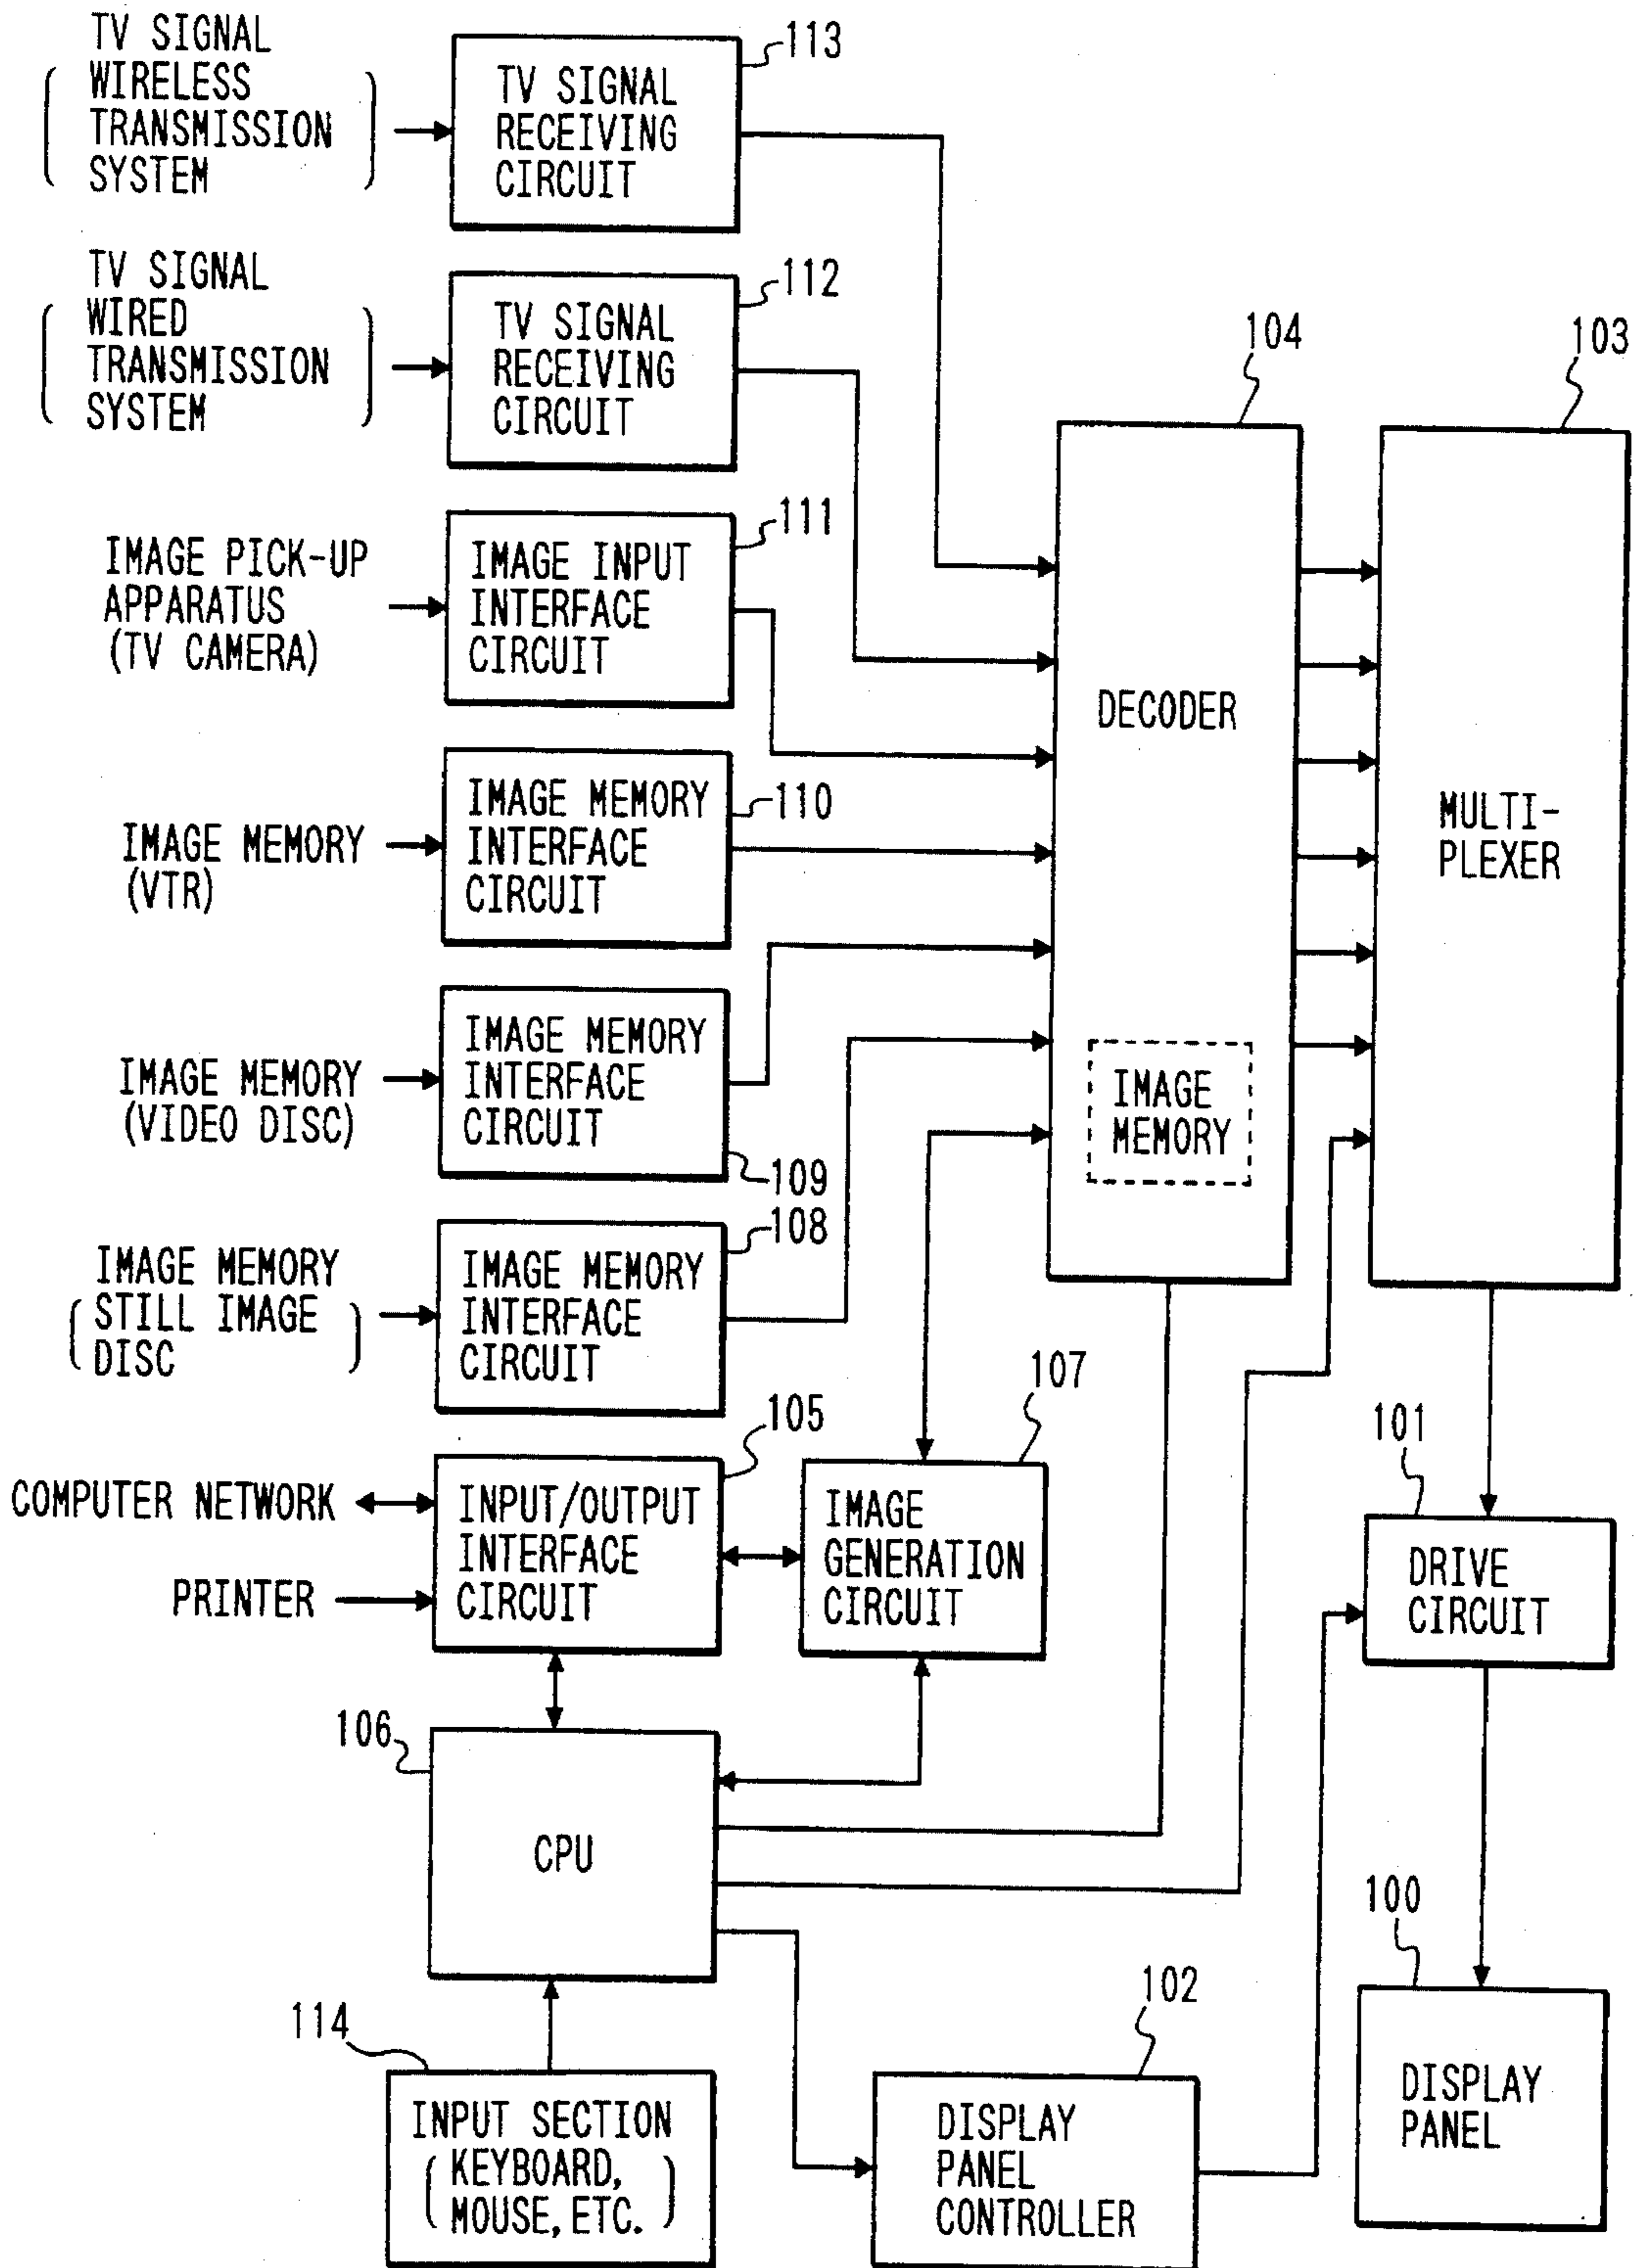 TV SIGNAL
WIRELESS
TRANSMISSION
SYSTEM
TV SIGNAL
RECEIVING
CIRCUIT
113
TV SIGNAL
WIRED
TRANSMISSION
SYSTEM
TV SIGNAL
RECEIVING
CIRCUIT
112
IMAGE PICK-UP
APPARATUS
(TV CAMERA)
IMAGE INPUT
INTERFACE
CIRCUIT
111
IMAGE MEMORY
(VTR)
IMAGE MEMORY
INTERFACE
CIRCUIT
110
IMAGE MEMORY
(VIDEO DISC)
IMAGE MEMORY
INTERFACE
CIRCUIT
109
IMAGE MEMORY
STILL IMAGE
DISC
IMAGE MEMORY
INTERFACE
CIRCUIT
108
104
DECODER
IMAGE
MEMORY
103
MULTI-
PLEXER
COMPUTER NETWORK
PRINTER
INPUT/OUTPUT
INTERFACE
CIRCUIT
105
IMAGE
GENERATION
CIRCUIT
107
101
DRIVE
CIRCUIT
106
CPU
100
DISPLAY
PANEL
114
INPUT SECTION
(KEYBOARD,
MOUSE, ETC.)
102
DISPLAY
PANEL
CONTROLLER